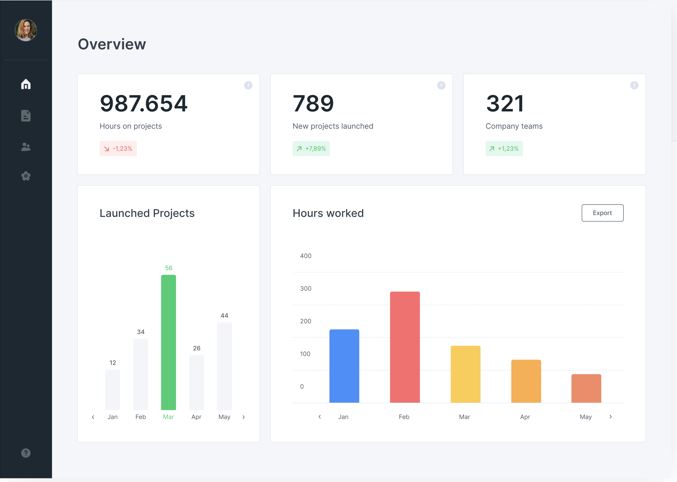 Overview
987.654
Hours on projects
-1,23%
789
New projects launched
+7,89%
321
Company teams
+1,23%
Launched Projects
56
44
34
26
12
Jan Feb Mar Apr May
Hours worked
Export
400
300
200
100
0
Jan Feb Mar Apr May
?